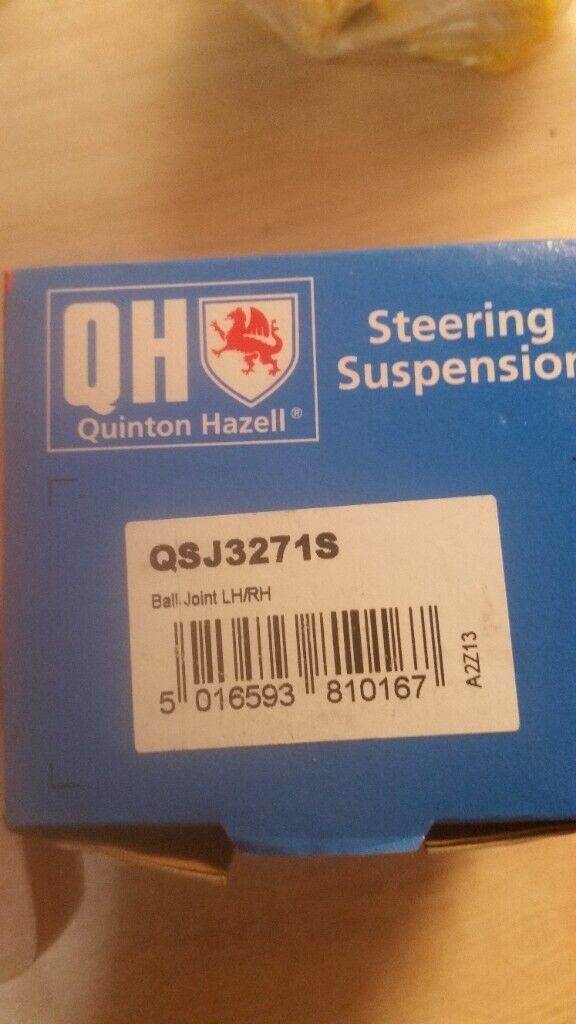 QH
Quinton Hazell®
Steering
Suspension
QSJ3271S
Ball Joint LH/RH
5 016593 810167
A2Z13